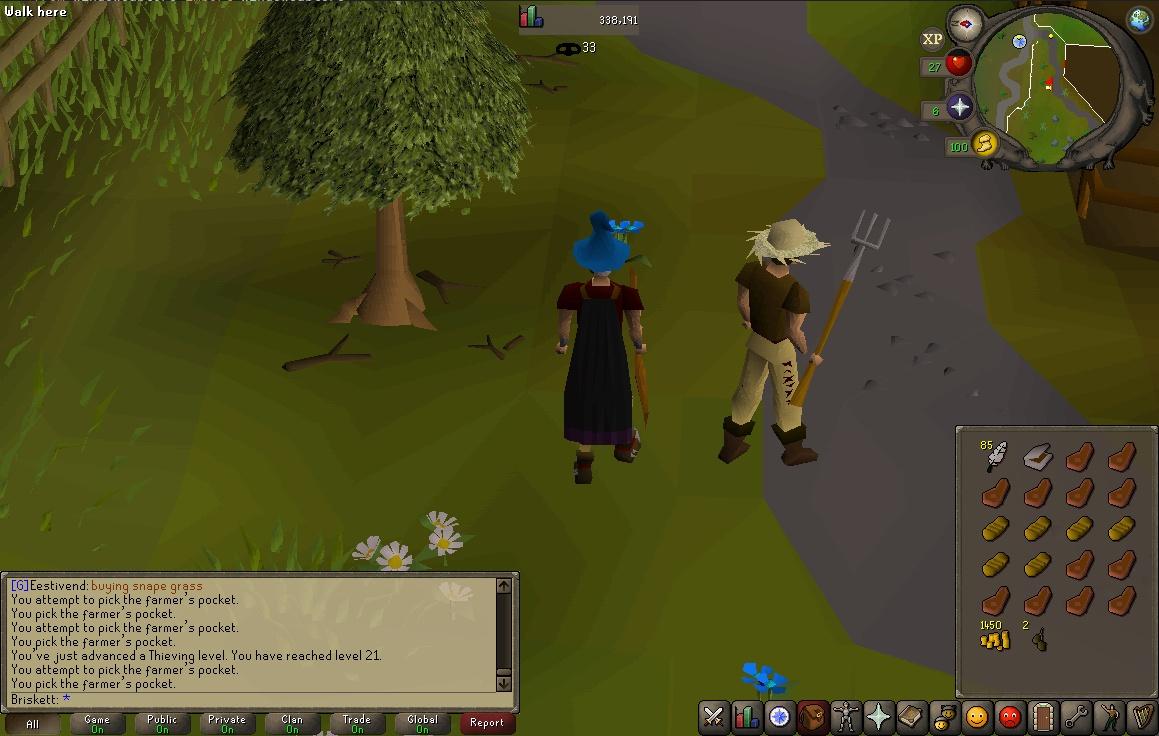 Walk here
338,191
33
XP
27
6
100
85
1450
2
[G]Eestivend: buying snape grass
You attempt to pick the farmer's pocket.
You pick the farmer's pocket.
You attempt to pick the farmer's pocket.
You pick the farmer's pocket.
You've just advanced a Thieving level. You have reached level 21.
You attempt to pick the farmer's pocket.
You pick the farmer's pocket.
Briskett: *
All
Game
On
Public
On
Private
On
Clan
On
Trade
On
Global
On
Report